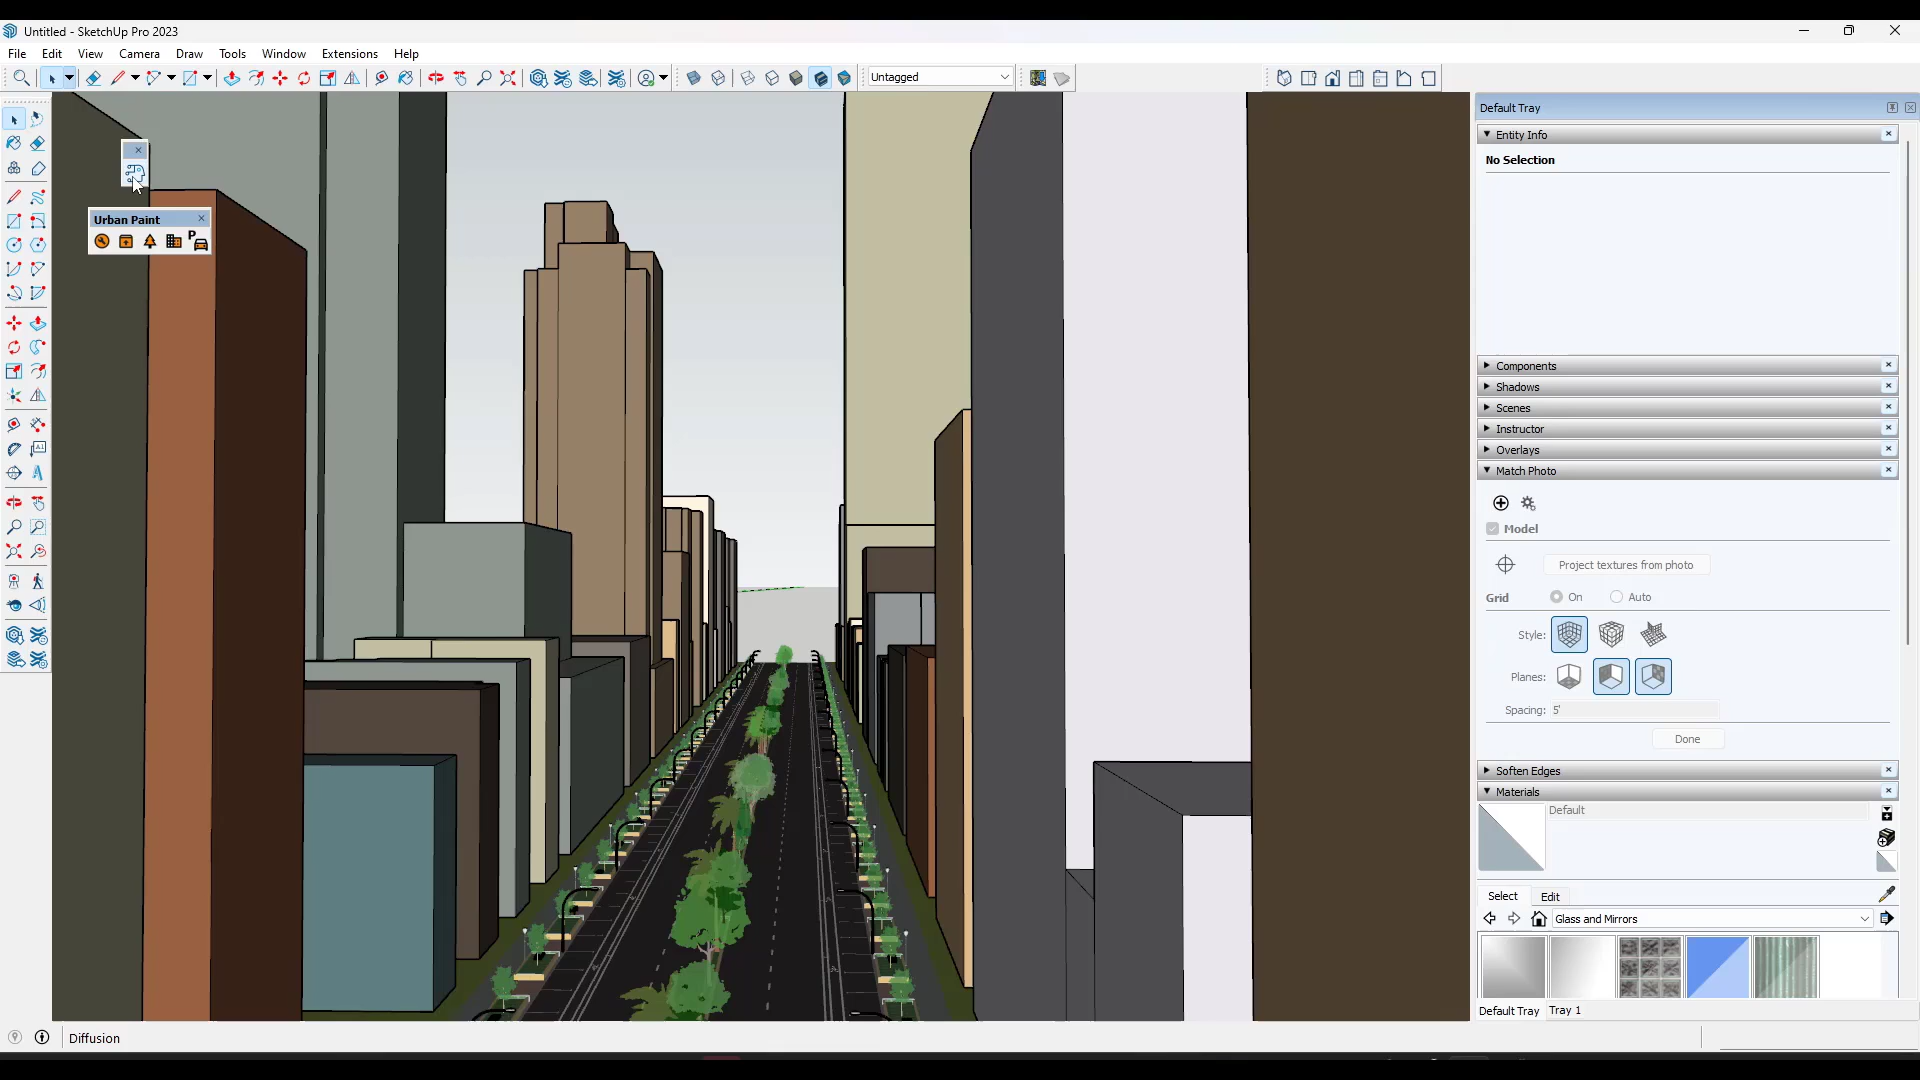 Untitled - SketchUp Pro 2023
File Edit View Camera Draw Tools Window Extensions Help
Untagged
Default Tray
Entity Info
No Selection
Urban Paint
P
A1
A
Components
Shadows
Scenes
Instructor
Overlays
Match Photo
Model
Project textures from photo
Grid On Auto
Style:
Planes:
Spacing: 5'
Done
Soften Edges
Materials
Default
Select Edit
Glass and Mirrors
Default Tray Tray 1
Diffusion